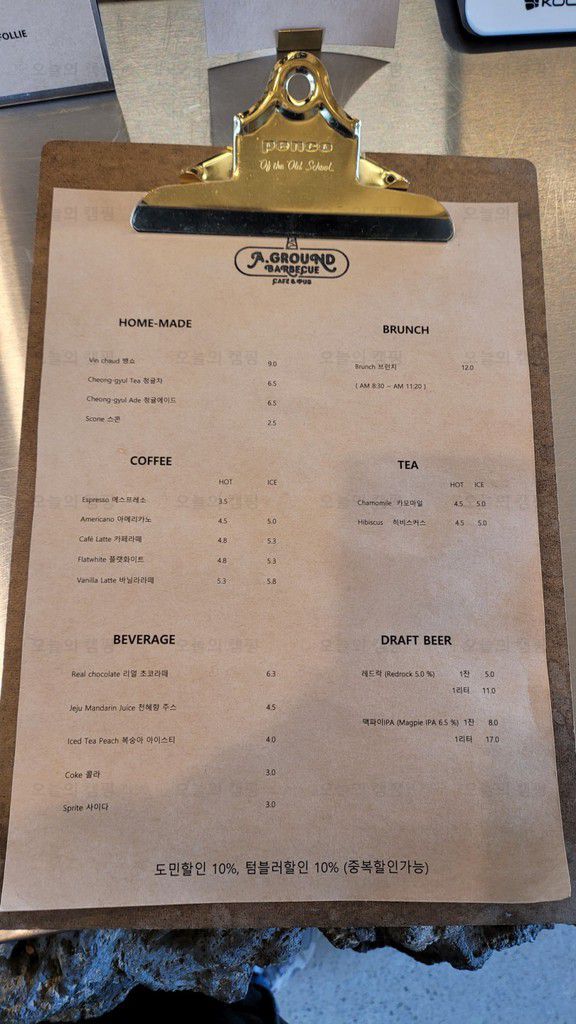 FOLLIE
penco
Of the Old School.
A.GROUND
BARBECUE
CAFE & PUB
HOME-MADE
Vin chaud 뱅쇼 9.0
Cheong-gyul Tea 청귤차 6.5
Cheong-gyul Ade 청귤에이드 6.5
Scone 스콘 2.5
BRUNCH
Brunch 브런치 12.0
( AM 8:30 ~ AM 11:20 )
COFFEE
HOT ICE
Espresso 에스프레소 3.5
Americano 아메리카노 4.5 5.0
Café Latte 카페라떼 4.8 5.3
Flatwhite 플랫화이트 4.8 5.3
Vanilla Latte 바닐라라떼 5.3 5.8
TEA
HOT ICE
Chamomile 카모마일 4.5 5.0
Hibiscus 히비스커스 4.5 5.0
BEVERAGE
Real chocolate 리얼 초코라떼 6.3
Jeju Mandarin Juice 천혜향 주스 4.5
Iced Tea Peach 복숭아 아이스티 4.0
Coke 콜라 3.0
Sprite 사이다 3.0
DRAFT BEER
레드락 (Redrock 5.0 %) 1잔 5.0
1리터 11.0
맥파이IPA (Magpie IPA 6.5 %) 1잔 8.0
1리터 17.0
도민할인 10%, 텀블러할인 10% (중복할인가능)
오늘의 캠핑